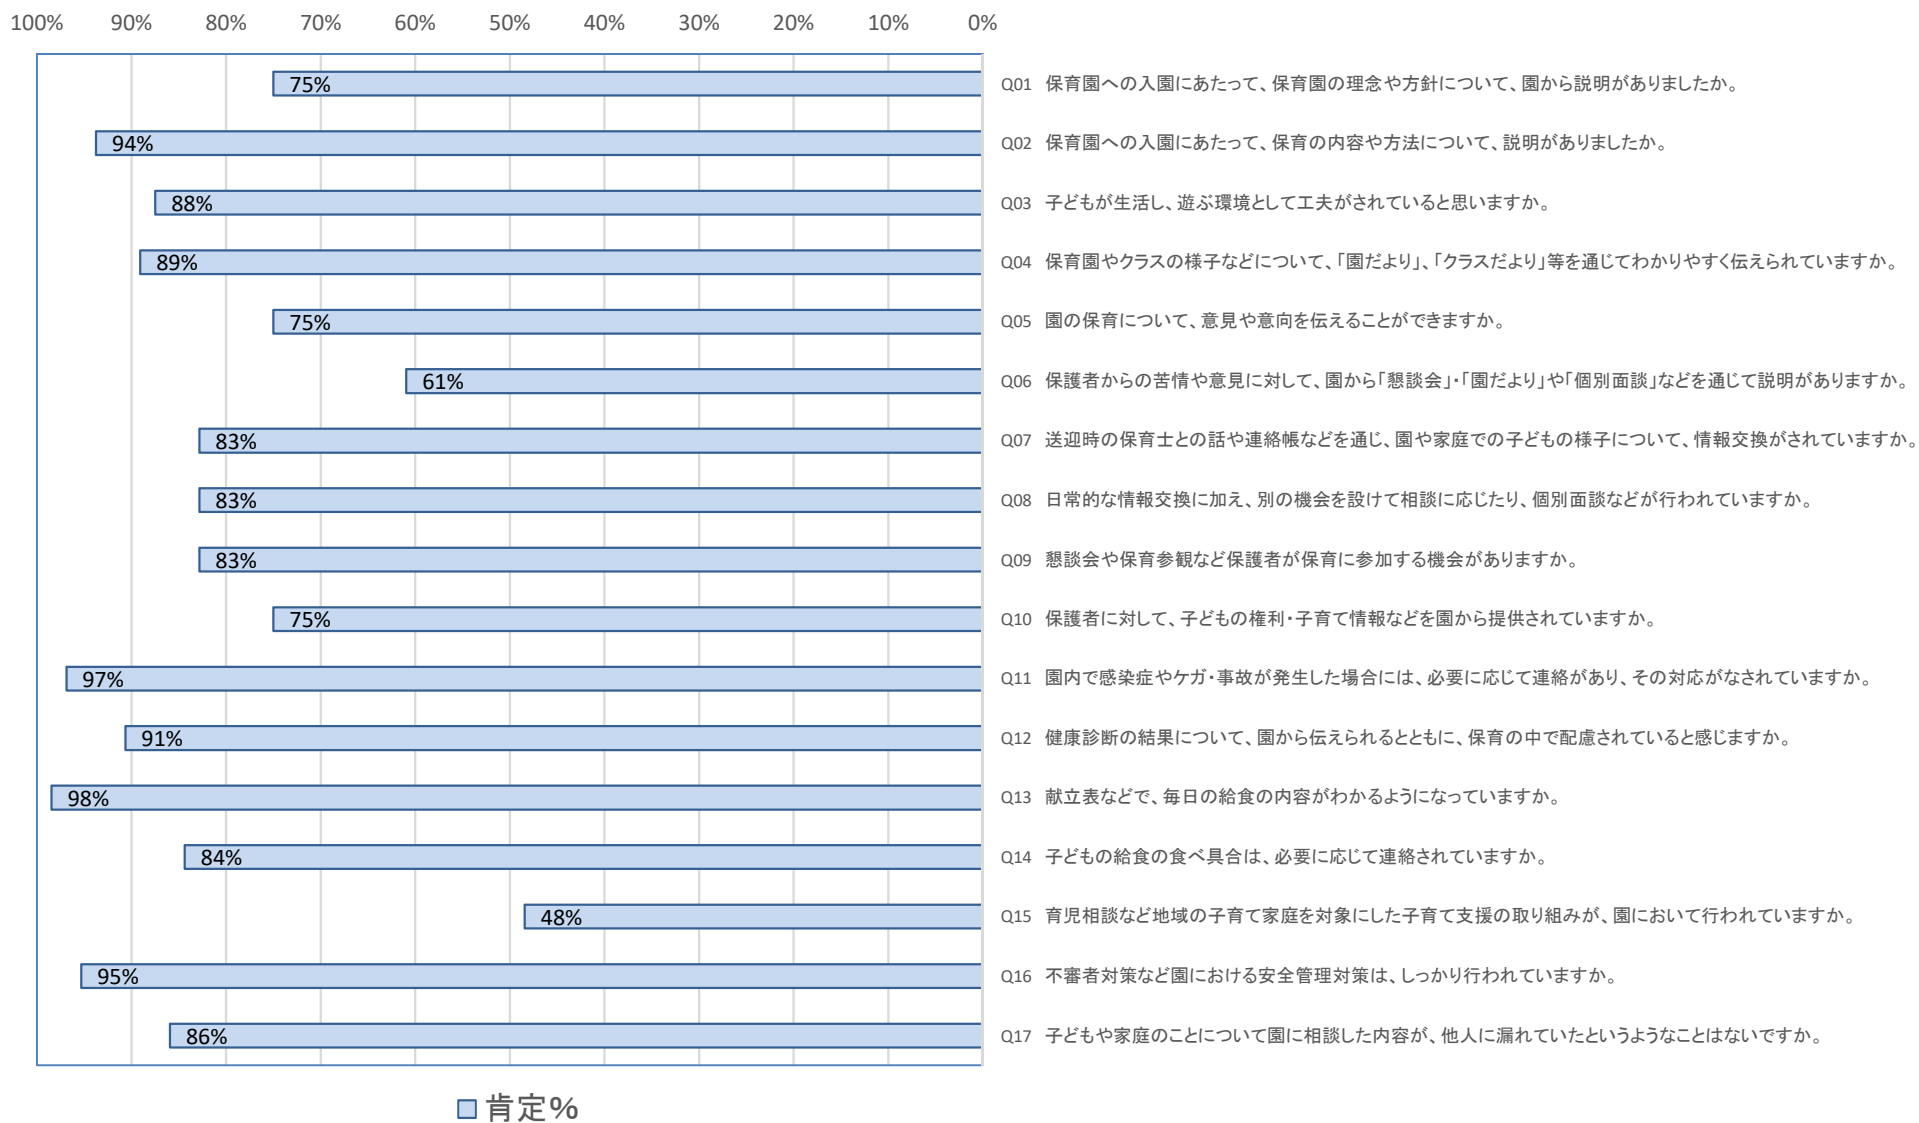 100% 90% 80% 70% 60% 50% 40% 30% 20% 10% 0%
75% Q01 保育園への入園にあたって、保育園の理念や方針について、園から説明がありましたか。
94% Q02 保育園への入園にあたって、保育の内容や方法について、説明がありましたか。
88% Q03 子どもが生活し、遊ぶ環境として工夫がされていると思いますか。
89% Q04 保育園やクラスの様子などについて、「園だより」、「クラスだより」等を通じてわかりやすく伝えられていますか。
75% Q05 園の保育について、意見や意向を伝えることができますか。
61% Q06 保護者からの苦情や意見に対して、園から「懇談会」・「園だより」や「個別面談」などを通じて説明がありますか。
83% Q07 送迎時の保育士との話や連絡帳などを通じ、園や家庭での子どもの様子について、情報交換がされていますか。
83% Q08 日常的な情報交換に加え、別の機会を設けて相談に応じたり、個別面談などが行われていますか。
83% Q09 懇談会や保育参観など保護者が保育に参加する機会がありますか。
75% Q10 保護者に対して、子どもの権利・子育て情報などを園から提供されていますか。
97% Q11 園内で感染症やケガ・事故が発生した場合には、必要に応じて連絡があり、その対応がなされていますか。
91% Q12 健康診断の結果について、園から伝えられるとともに、保育の中で配慮されていると感じますか。
98% Q13 献立表などで、毎日の給食の内容がわかるようになっていますか。
84% Q14 子どもの給食の食べ具合は、必要に応じて連絡されていますか。
48% Q15 育児相談など地域の子育て家庭を対象にした子育て支援の取り組みが、園において行われていますか。
95% Q16 不審者対策など園における安全管理対策は、しっかり行われていますか。
86% Q17 子どもや家庭のことについて園に相談した内容が、他人に漏れていたというようなことはないですか。
肯定%